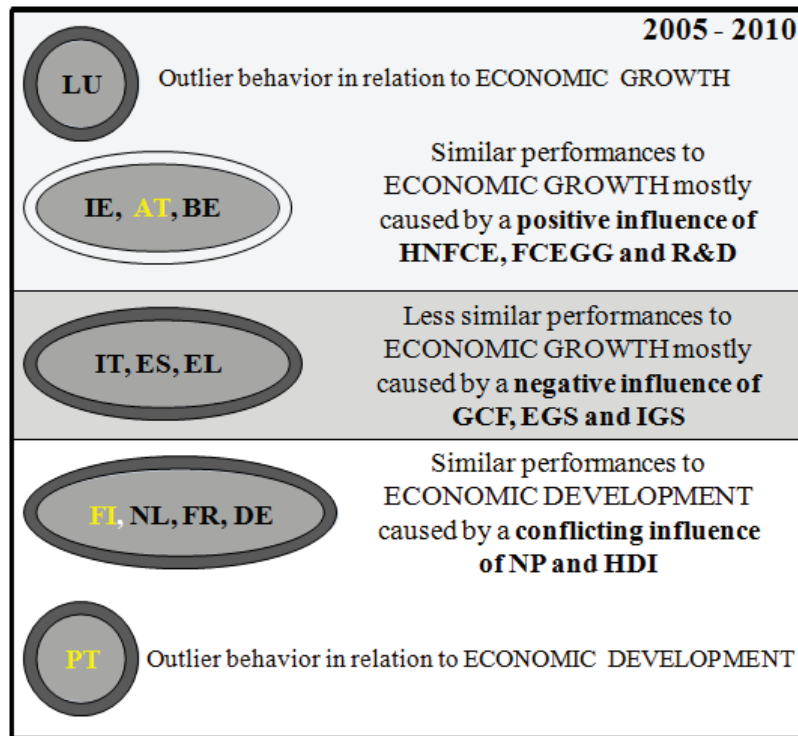 2005 - 2010
LU
Outlier behavior in relation to ECONOMIC GROWTH
IE, AT, BE
Similar performances to
ECONOMIC GROWTH mostly
caused by a positive influence of
HNFCE, FCEGG and R&D
IT, ES, EL
Less similar performances to
ECONOMIC GROWTH mostly
caused by a negative influence of
GCF, EGS and IGS
FI, NL, FR, DE
Similar performances to
ECONOMIC DEVELOPMENT
caused by a conflicting influence
of NP and HDI
PT
Outlier behavior in relation to ECONOMIC DEVELOPMENT